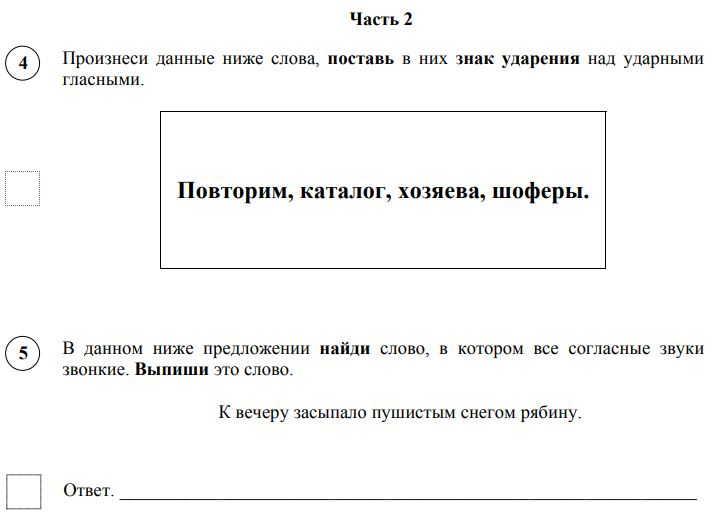 Часть 2
4 Произнеси данные ниже слова, поставь в них знак ударения над ударными
гласными.
Повторим, каталог, хозяева, шоферы.
5 В данном ниже предложении найди слово, в котором все согласные звуки
звонкие. Выпиши это слово.
К вечеру засыпало пушистым снегом рябину.
Ответ. ____________________________________________________________